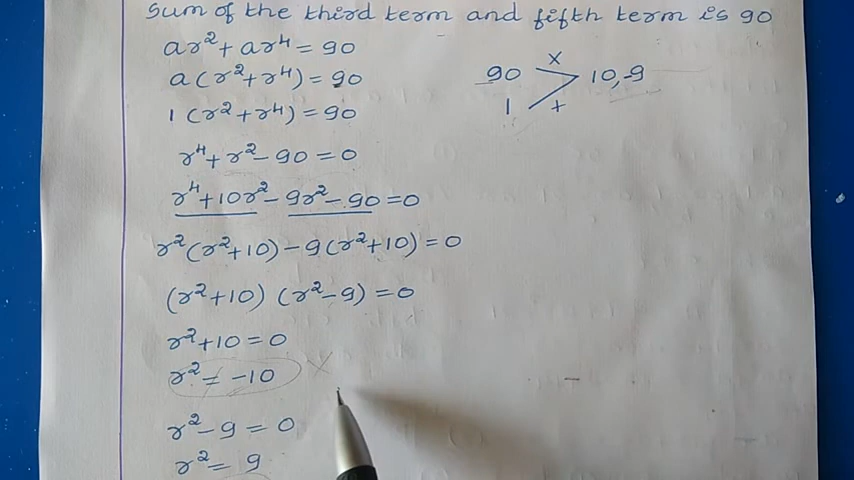 Sum of the third term and fifth term is 90
ar² + ar⁴ = 90
a(r² + r⁴) = 90
1(r² + r⁴) = 90
r⁴ + r² - 90 = 0
r⁴ + 10r² - 9r² - 90 = 0
r²(r² + 10) - 9(r² + 10) = 0
(r² + 10) (r² - 9) = 0
r² + 10 = 0
r² = -10 ×
r² - 9 = 0
r² = 9
×
90 10, -9
1 +